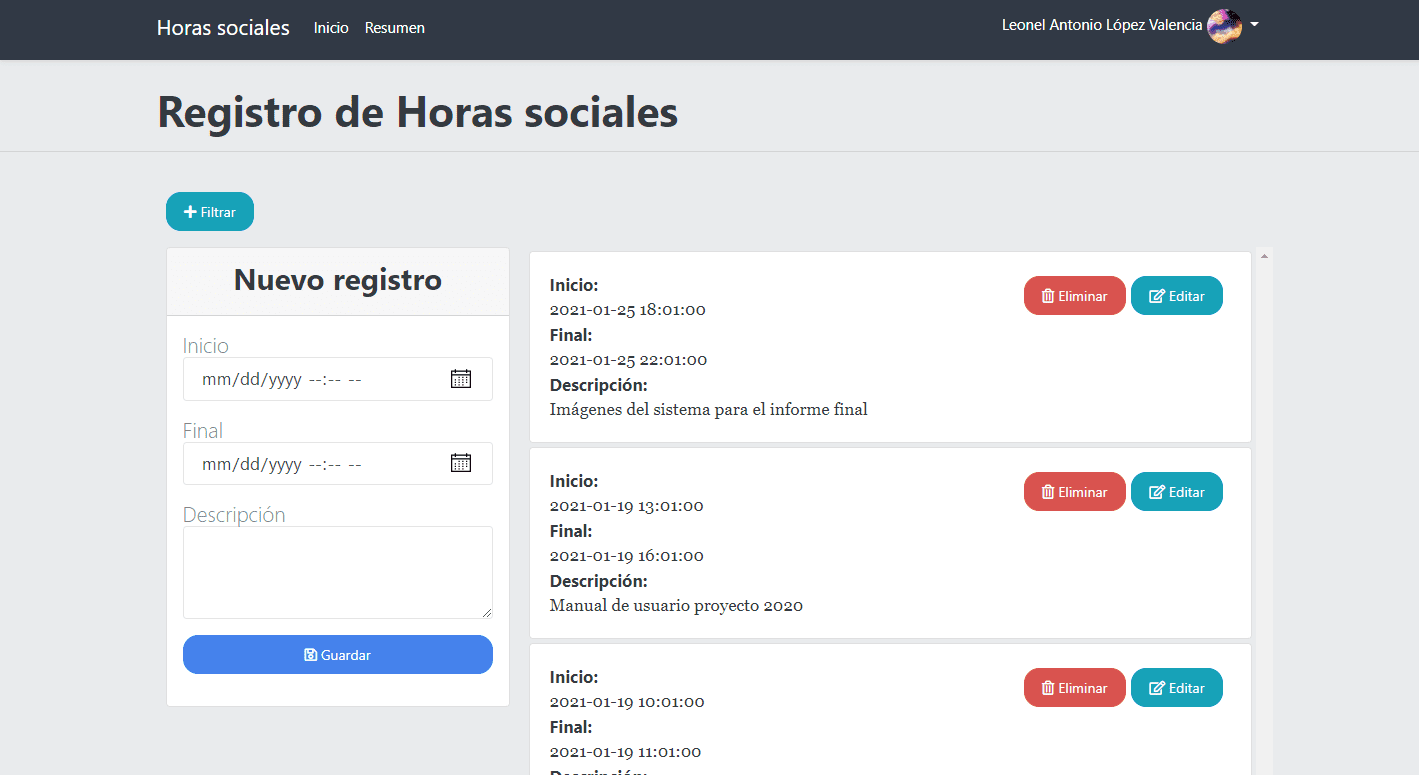 Horas sociales Inicio Resumen Leonel Antonio López Valencia
Registro de Horas sociales
Filtrar
Nuevo registro
Inicio
mm/dd/yyyy --:-- --
Final
mm/dd/yyyy --:-- --
Descripción
Guardar
Inicio:
2021-01-25 18:01:00
Final:
2021-01-25 22:01:00
Descripción:
Imágenes del sistema para el informe final
Eliminar Editar
Inicio:
2021-01-19 13:01:00
Final:
2021-01-19 16:01:00
Descripción:
Manual de usuario proyecto 2020
Eliminar Editar
Inicio:
2021-01-19 10:01:00
Final:
2021-01-19 11:01:00
Descripción:
Eliminar Editar